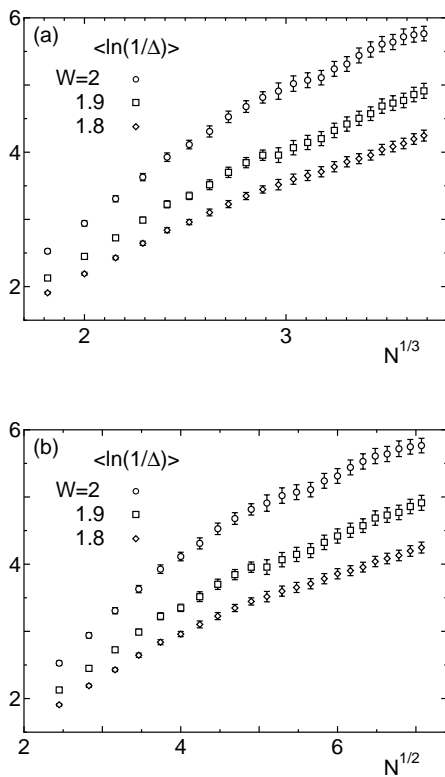 6
(a)
<ln(1/Δ)>
W=2
1.9
1.8
4
2
2
3
N^{1/3}
6
(b)
<ln(1/Δ)>
W=2
1.9
1.8
4
2
2
4
6
N^{1/2}